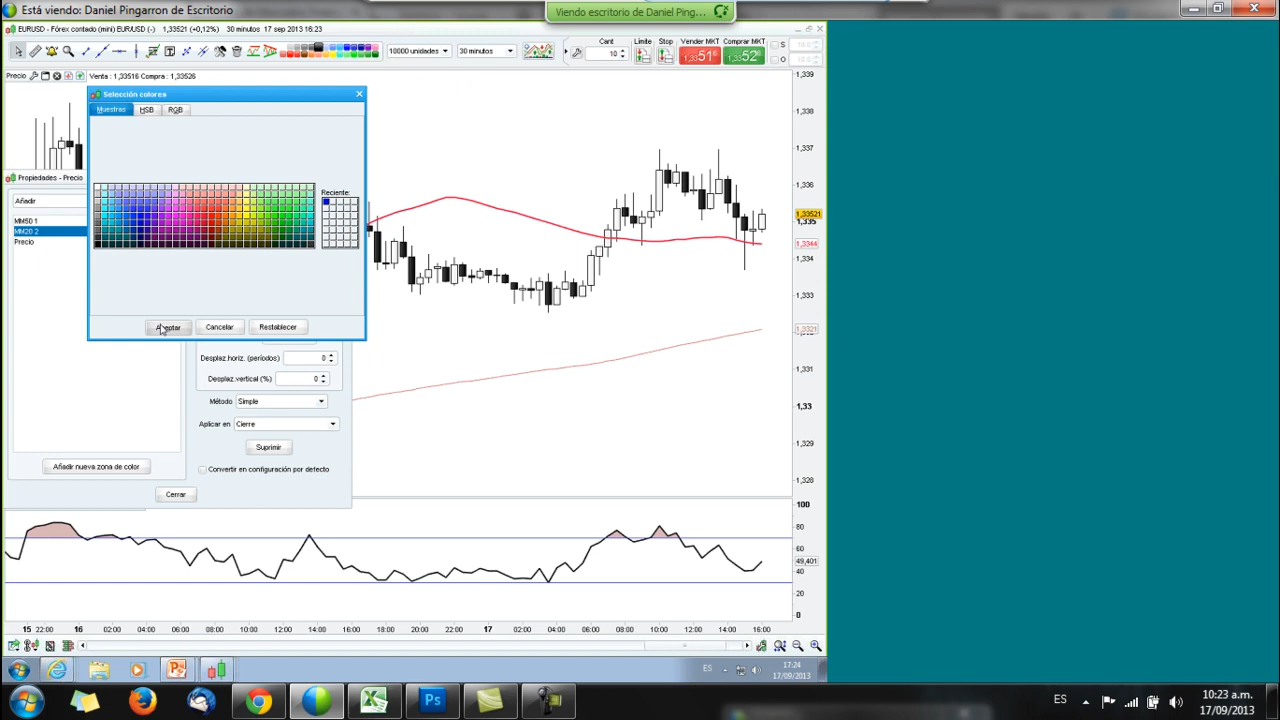 Está viendo: Daniel Pingarron de Escritorio
Viendo escritorio de Daniel Ping...
EURUSD - Fórex contado (mini) EUR/USD (-) 1,33521 (+0,12%) 30 minutos 17 sep 2013 16:23
10000 unidades
30 minutos
Cant
10
Límite
Stop
Vender MKT
Comprar MKT
S
O
Precio
Venta : 1,33516 Compra : 1,33526
Selección colores
Muestras
HSB
RGB
Reciente:
Aceptar
Cancelar
Restablecer
Propiedades - Precio
Añadir
MM50 1
MM20 2
Precio
Desplaz.horiz. (períodos)
0
Desplaz.vertical (%)
0
Método
Simple
Aplicar en
Cierre
Suprimir
Añadir nueva zona de color
Convertir en configuración por defecto
Cerrar
1,339
1,338
1,337
1,336
1,33521
1,335
1,3344
1,334
1,333
1,3321
1,331
1,33
1,329
1,328
100
80
60
49,401
40
20
0
15 22:00 16 02:00 04:00 06:00 08:00 10:00 12:00 14:00 16:00 18:00 20:00 22:00 17 02:00 04:00 06:00 08:00 10:00 12:00 14:00 16:00
ES
17:24
17/09/2013
ES
10:23 a.m.
17/09/2013